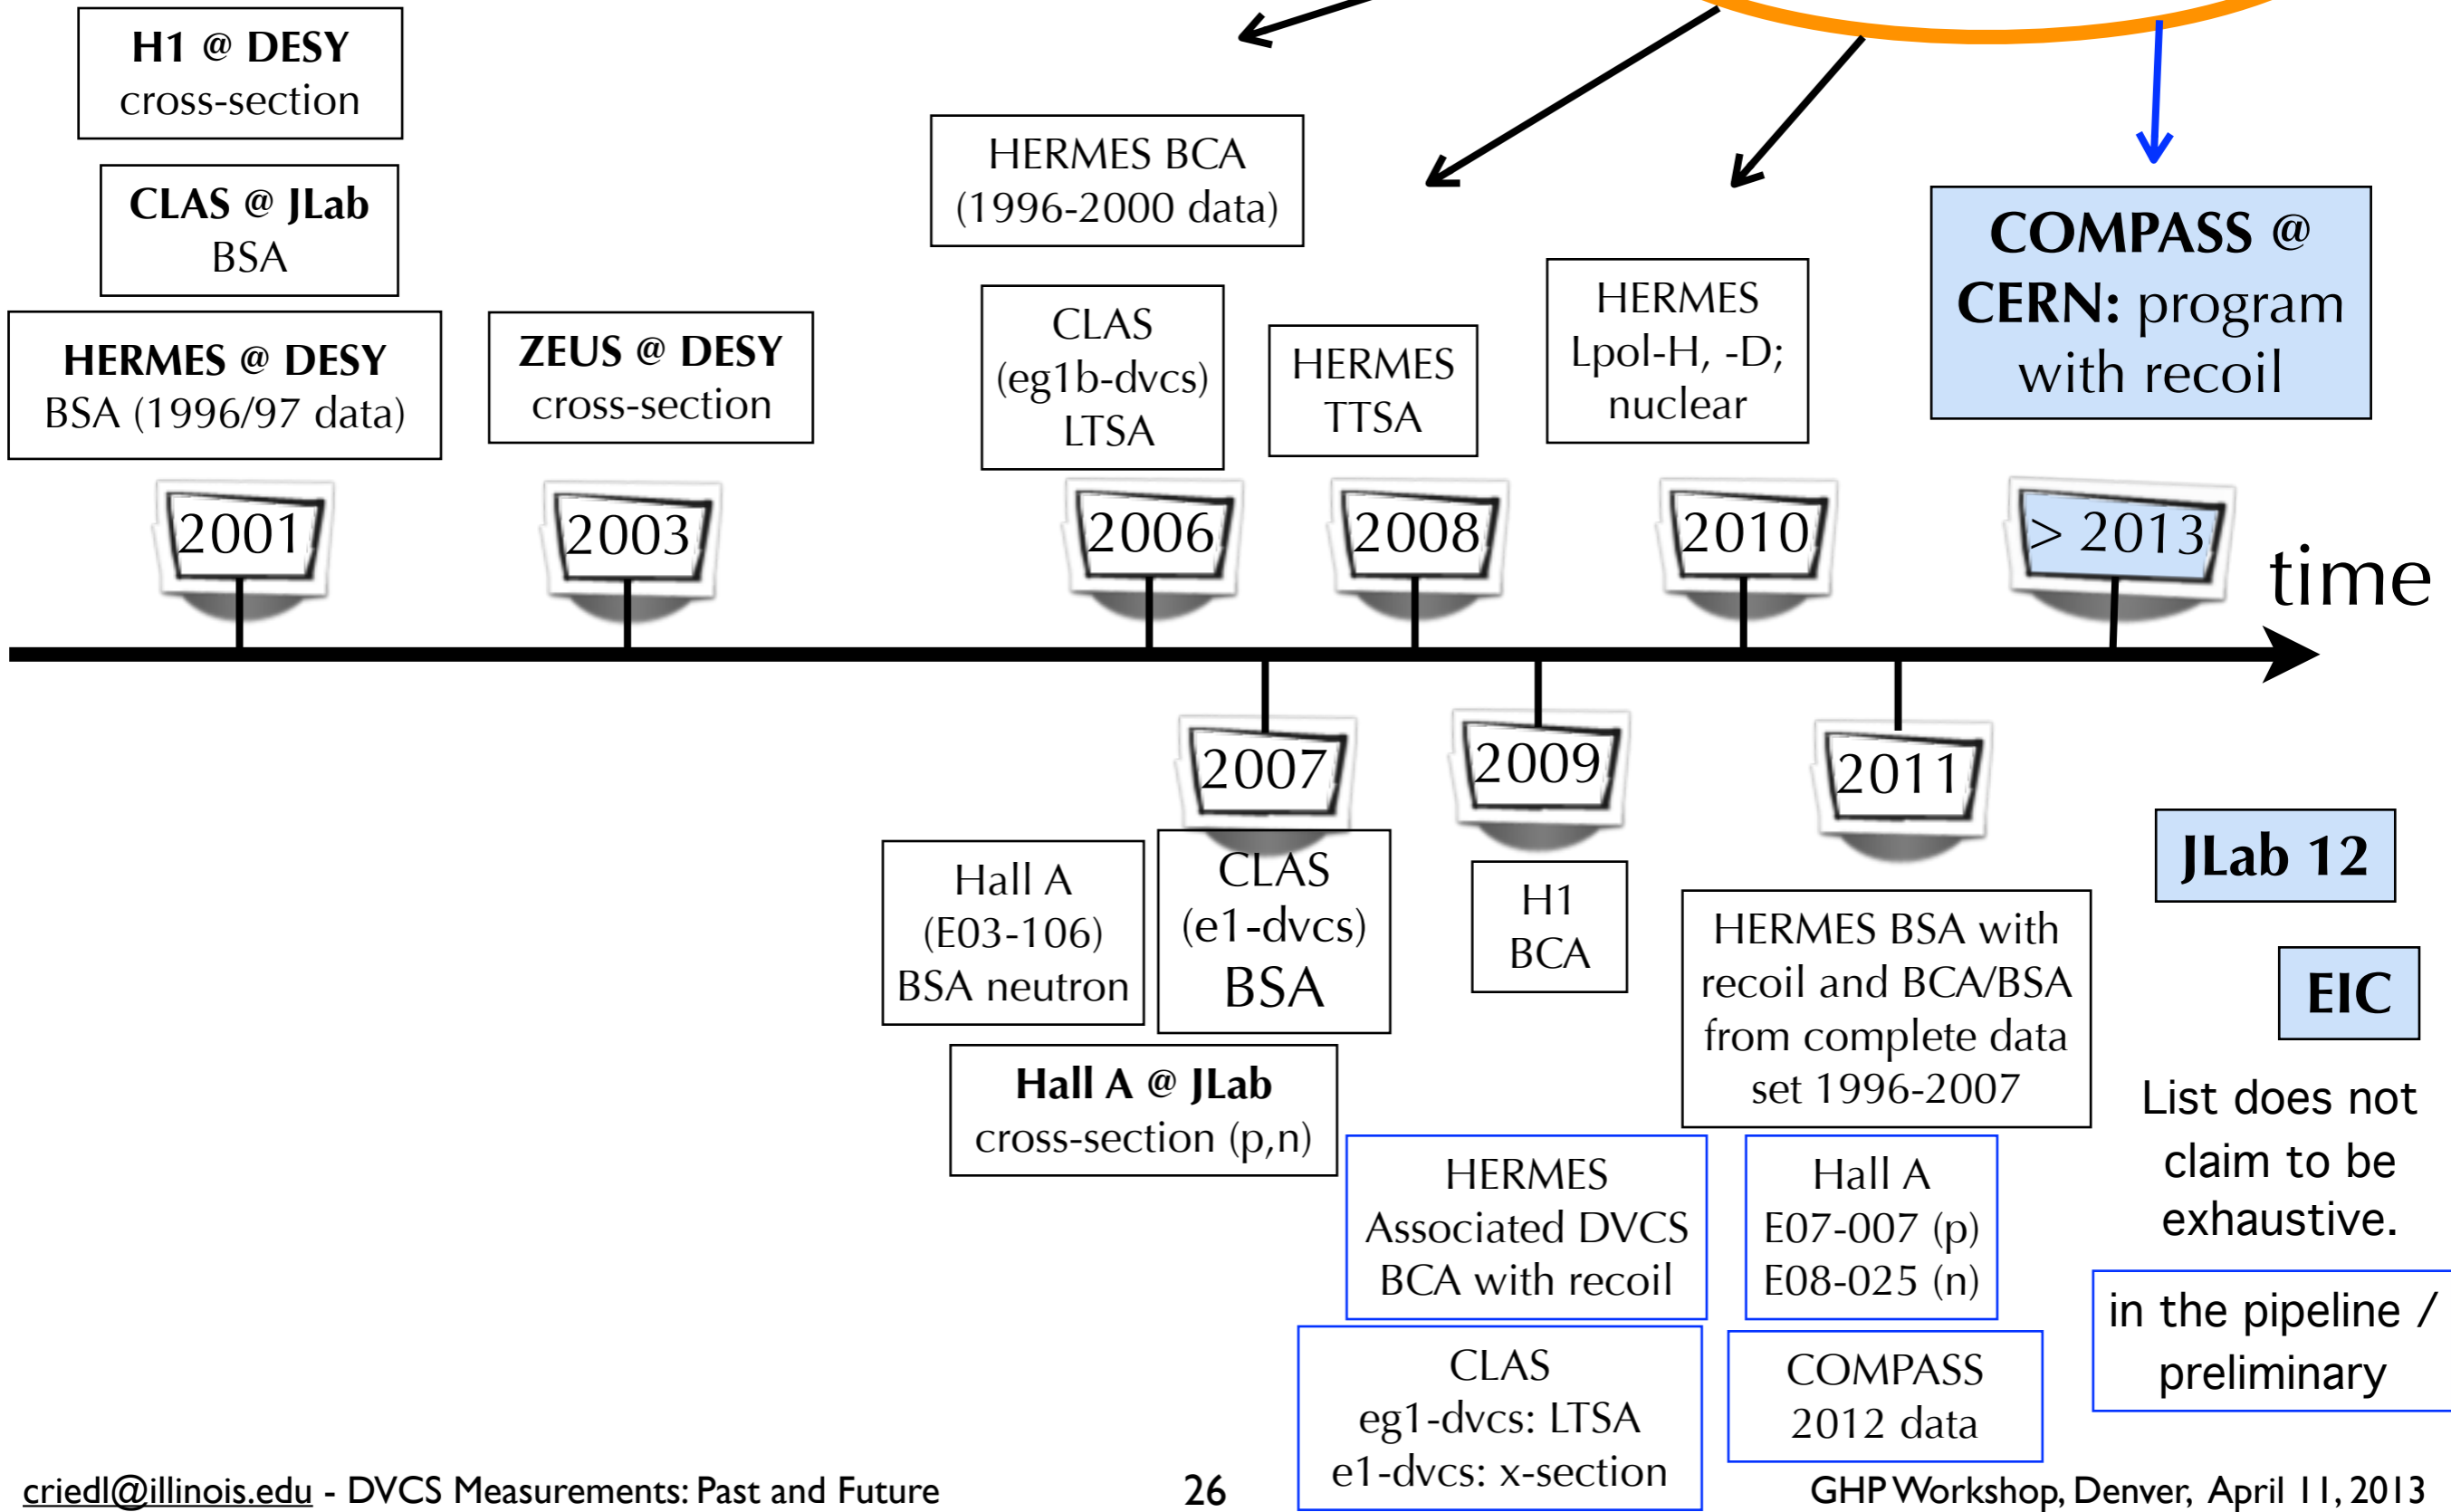 H1 @ DESY
cross-section
CLAS @ JLab
BSA
HERMES @ DESY
BSA (1996/97 data)
ZEUS @ DESY
cross-section
HERMES BCA
(1996-2000 data)
CLAS
(eg1b-dvcs)
LTSA
HERMES
TTSA
HERMES
Lpol-H, -D;
nuclear
COMPASS @
CERN: program
with recoil
2001
2003
2006
2008
2010
> 2013
time
2007
2009
2011
Hall A
(E03-106)
BSA neutron
CLAS
(e1-dvcs)
BSA
Hall A @ JLab
cross-section (p,n)
H1
BCA
HERMES BSA with
recoil and BCA/BSA
from complete data
set 1996-2007
JLab 12
EIC
List does not
claim to be
exhaustive.
HERMES
Associated DVCS
BCA with recoil
Hall A
E07-007 (p)
E08-025 (n)
in the pipeline /
preliminary
CLAS
eg1-dvcs: LTSA
e1-dvcs: x-section
COMPASS
2012 data
criedl@illinois.edu - DVCS Measurements: Past and Future
26
GHP Workshop, Denver, April 11, 2013